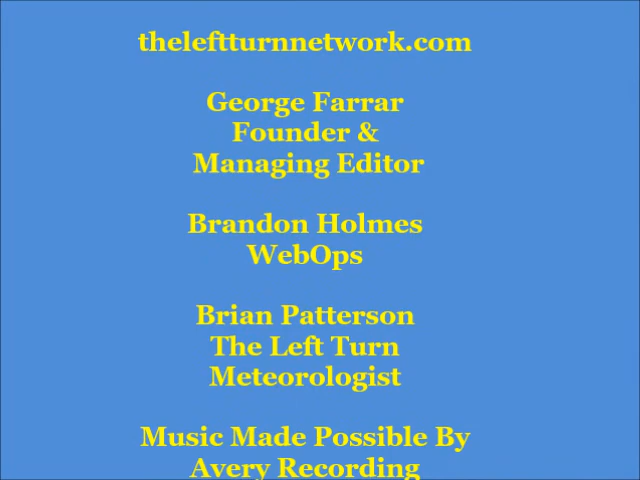 theleftturnnetwork.com
George Farrar
Founder &
Managing Editor
Brandon Holmes
WebOps
Brian Patterson
The Left Turn
Meteorologist
Music Made Possible By
Avery Recording